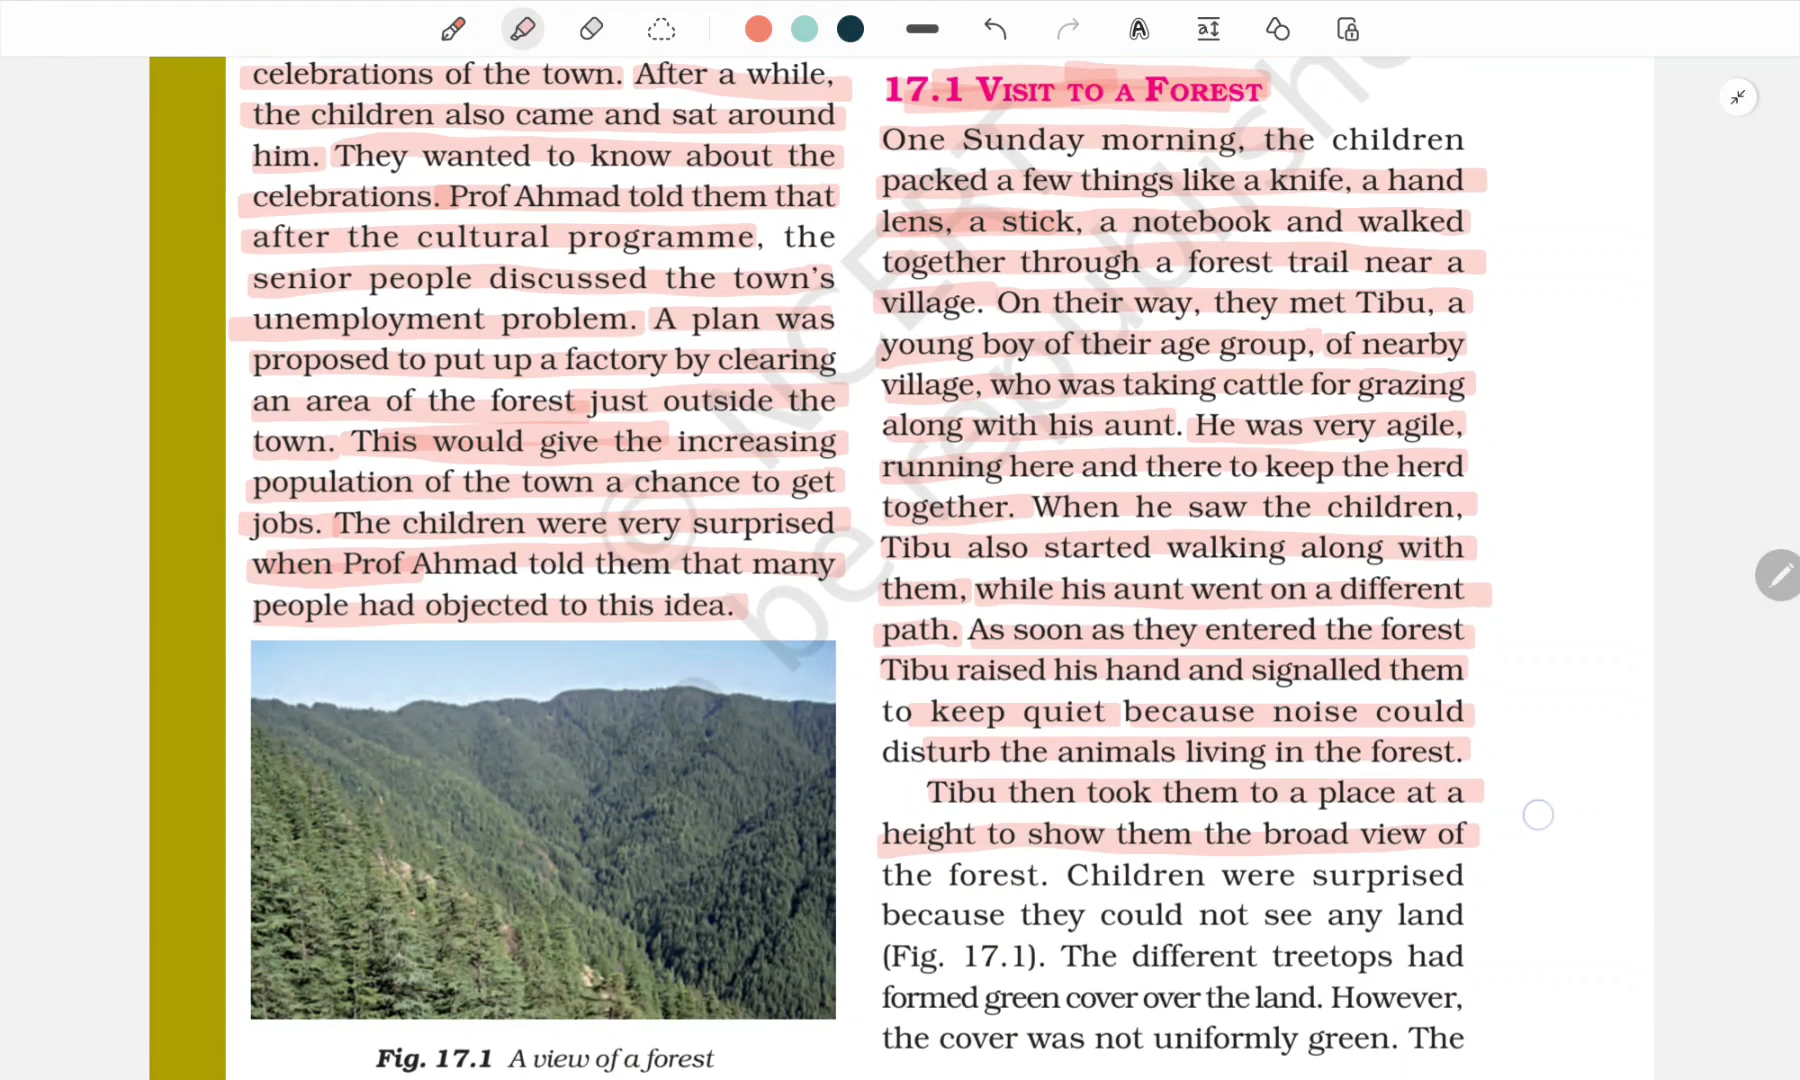 celebrations of the town. After a while,
the children also came and sat around
him. They wanted to know about the
celebrations. Prof Ahmad told them that
after the cultural programme, the
senior people discussed the town's
unemployment problem. A plan was
proposed to put up a factory by clearing
an area of the forest just outside the
town. This would give the increasing
population of the town a chance to get
jobs. The children were very surprised
when Prof Ahmad told them that many
people had objected to this idea.
Fig. 17.1 A view of a forest
17.1 VISIT TO A FOREST
One Sunday morning, the children
packed a few things like a knife, a hand
lens, a stick, a notebook and walked
together through a forest trail near a
village. On their way, they met Tibu, a
young boy of their age group, of nearby
village, who was taking cattle for grazing
along with his aunt. He was very agile,
running here and there to keep the herd
together. When he saw the children,
Tibu also started walking along with
them, while his aunt went on a different
path. As soon as they entered the forest
Tibu raised his hand and signalled them
to keep quiet because noise could
disturb the animals living in the forest.
Tibu then took them to a place at a
height to show them the broad view of
the forest. Children were surprised
because they could not see any land
(Fig. 17.1). The different treetops had
formed green cover over the land. However,
the cover was not uniformly green. The
© NCERT
be republishe